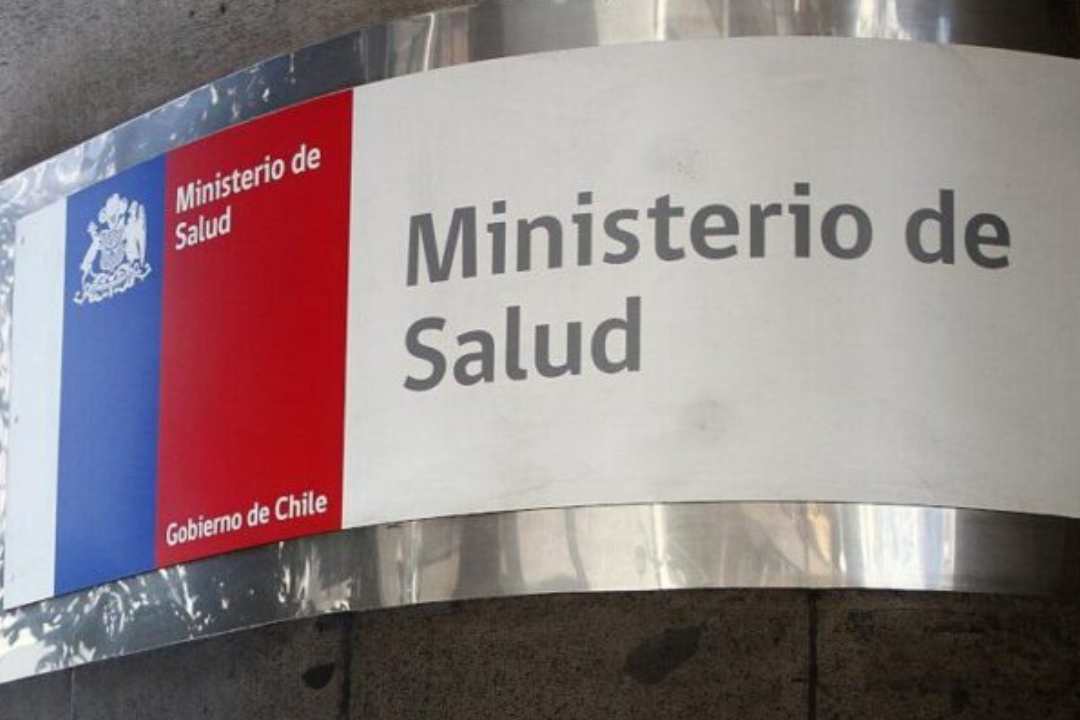 Ministerio de
Salud
Gobierno de Chile
Ministerio de
Salud